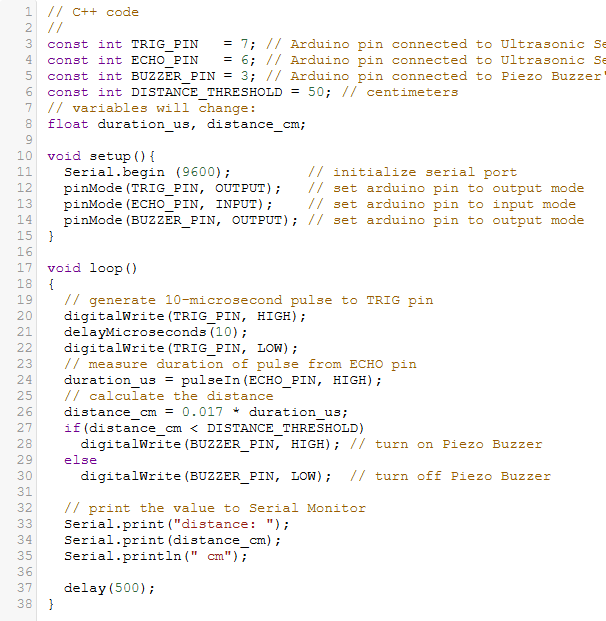 1 // C++ code
2 //
3 const int TRIG_PIN   = 7; // Arduino pin connected to Ultrasonic Se
4 const int ECHO_PIN   = 6; // Arduino pin connected to Ultrasonic Se
5 const int BUZZER_PIN = 3; // Arduino pin connected to Piezo Buzzer'
6 const int DISTANCE_THRESHOLD = 50; // centimeters
7 // variables will change:
8 float duration_us, distance_cm;
9
10 void setup(){
11   Serial.begin (9600);         // initialize serial port
12   pinMode(TRIG_PIN, OUTPUT);   // set arduino pin to output mode
13   pinMode(ECHO_PIN, INPUT);    // set arduino pin to input mode
14   pinMode(BUZZER_PIN, OUTPUT); // set arduino pin to output mode
15 }
16
17 void loop()
18 {
19   // generate 10-microsecond pulse to TRIG pin
20   digitalWrite(TRIG_PIN, HIGH);
21   delayMicroseconds(10);
22   digitalWrite(TRIG_PIN, LOW);
23   // measure duration of pulse from ECHO pin
24   duration_us = pulseIn(ECHO_PIN, HIGH);
25   // calculate the distance
26   distance_cm = 0.017 * duration_us;
27   if(distance_cm < DISTANCE_THRESHOLD)
28     digitalWrite(BUZZER_PIN, HIGH); // turn on Piezo Buzzer
29   else
30     digitalWrite(BUZZER_PIN, LOW);  // turn off Piezo Buzzer
31
32   // print the value to Serial Monitor
33   Serial.print("distance: ");
34   Serial.print(distance_cm);
35   Serial.println(" cm");
36
37   delay(500);
38 }